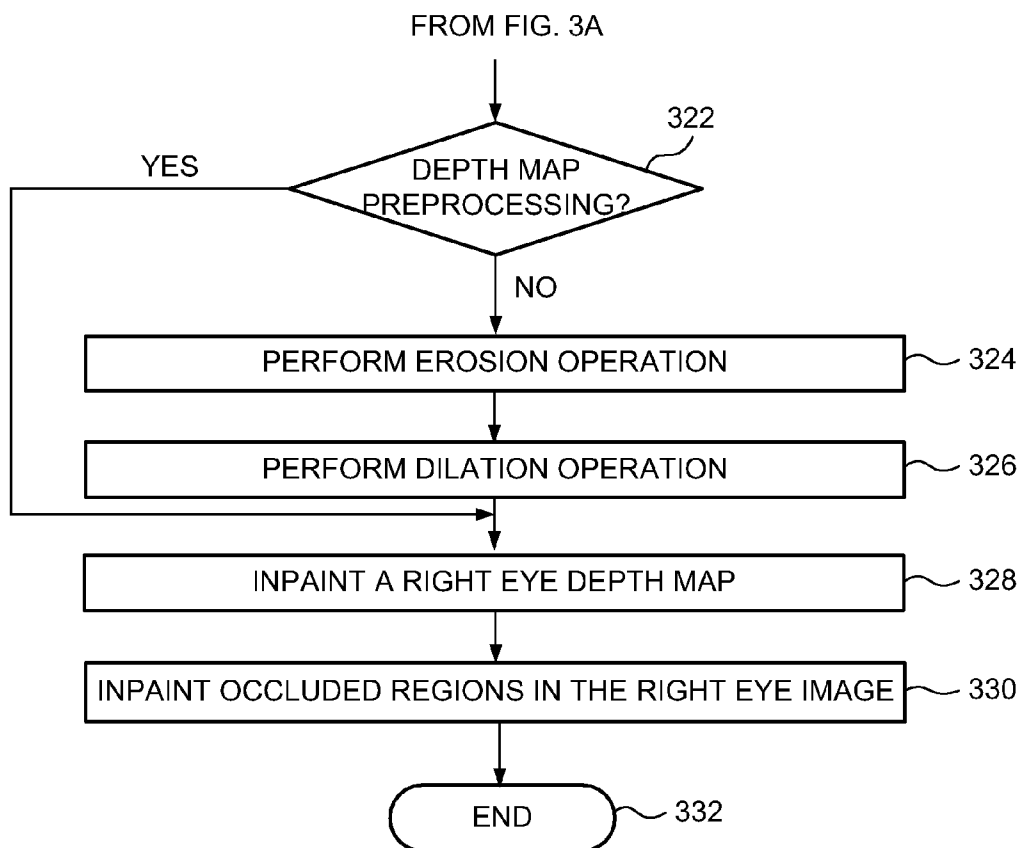 FROM FIG. 3A
322
YES
DEPTH MAP
PREPROCESSING?
NO
PERFORM EROSION OPERATION
324
PERFORM DILATION OPERATION
326
INPAINT A RIGHT EYE DEPTH MAP
328
INPAINT OCCLUDED REGIONS IN THE RIGHT EYE IMAGE
330
END
332